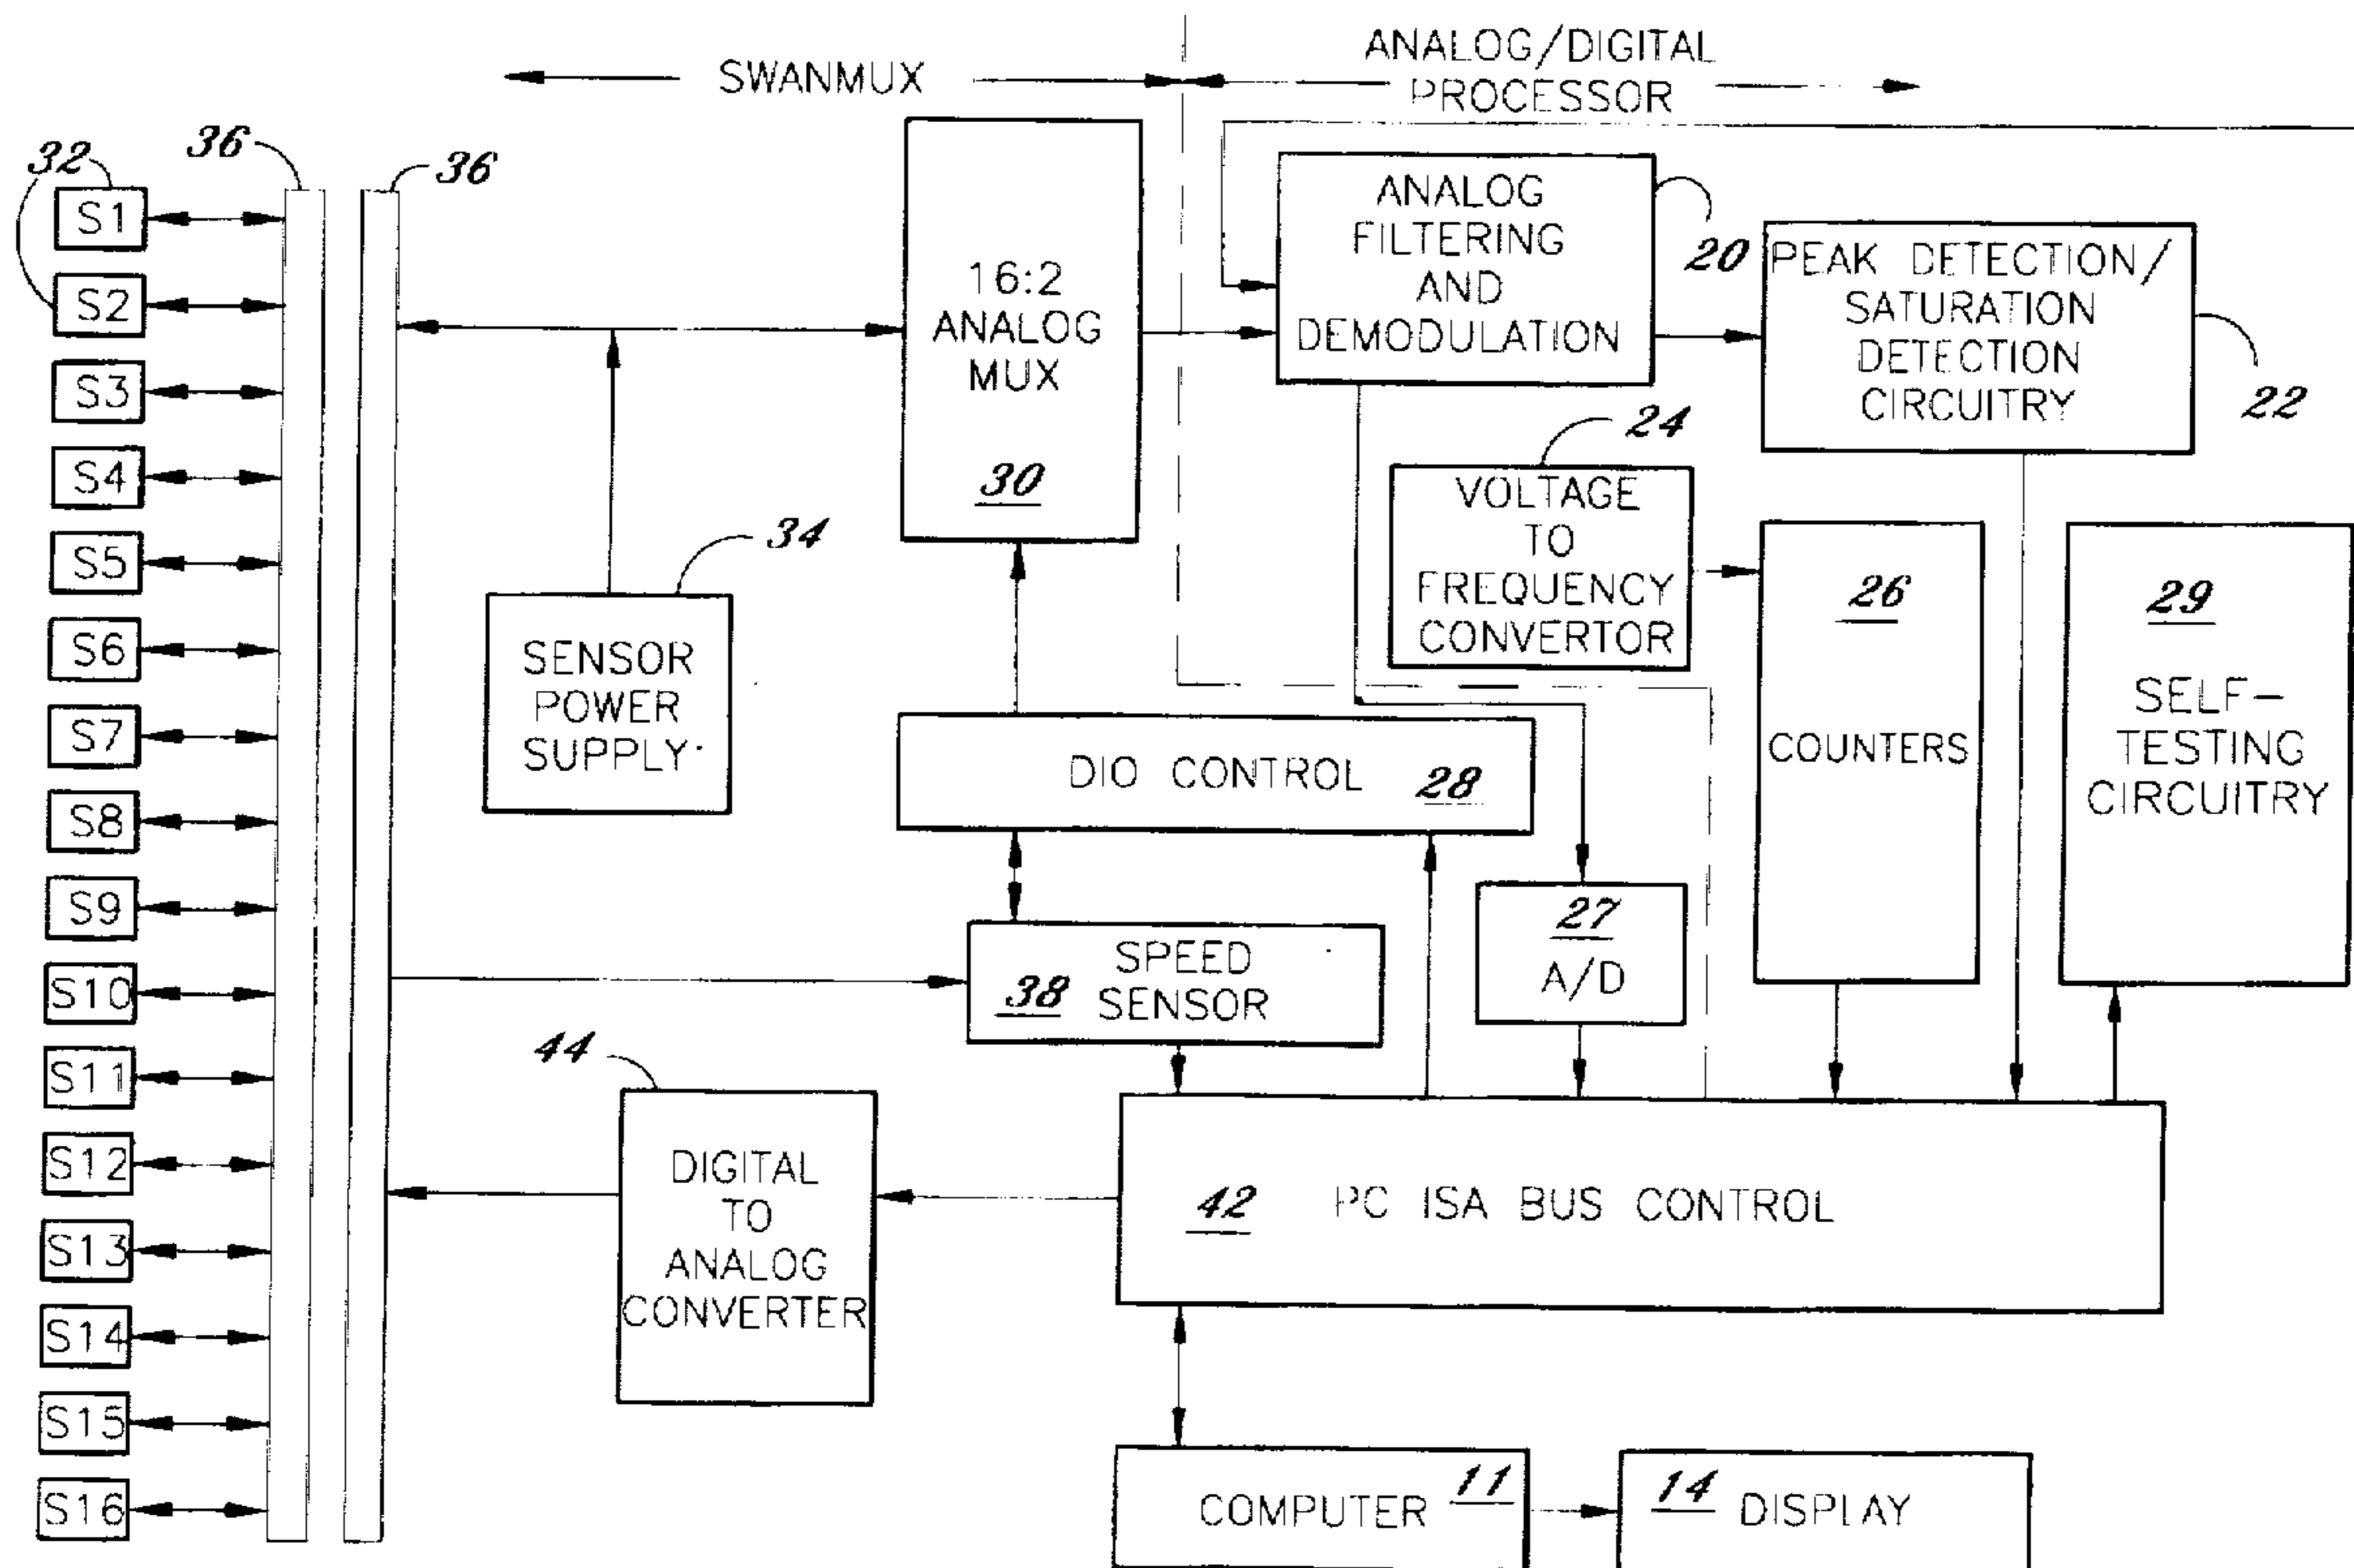 SWANMUX
ANALOG/DIGITAL
PROCESSOR
32
36
36
S1
S2
S3
S4
S5
S6
S7
S8
S9
S10
S11
S12
S13
S14
S15
S16
16:2
ANALOG
MUX
30
ANALOG
FILTERING
AND
DEMODULATION
20
PEAK DETECTION/
SATURATION
DETECTION
CIRCUITRY
22
24
VOLTAGE
TO
FREQUENCY
CONVERTOR
34
SENSOR
POWER
SUPPLY
26
COUNTERS
29
SELF-
TESTING
CIRCUITRY
DIO CONTROL 28
27
A/D
SPEED
38 SENSOR
44
DIGITAL
TO
ANALOG
CONVERTER
42 PC ISA BUS CONTROL
COMPUTER 11
14 DISPLAY